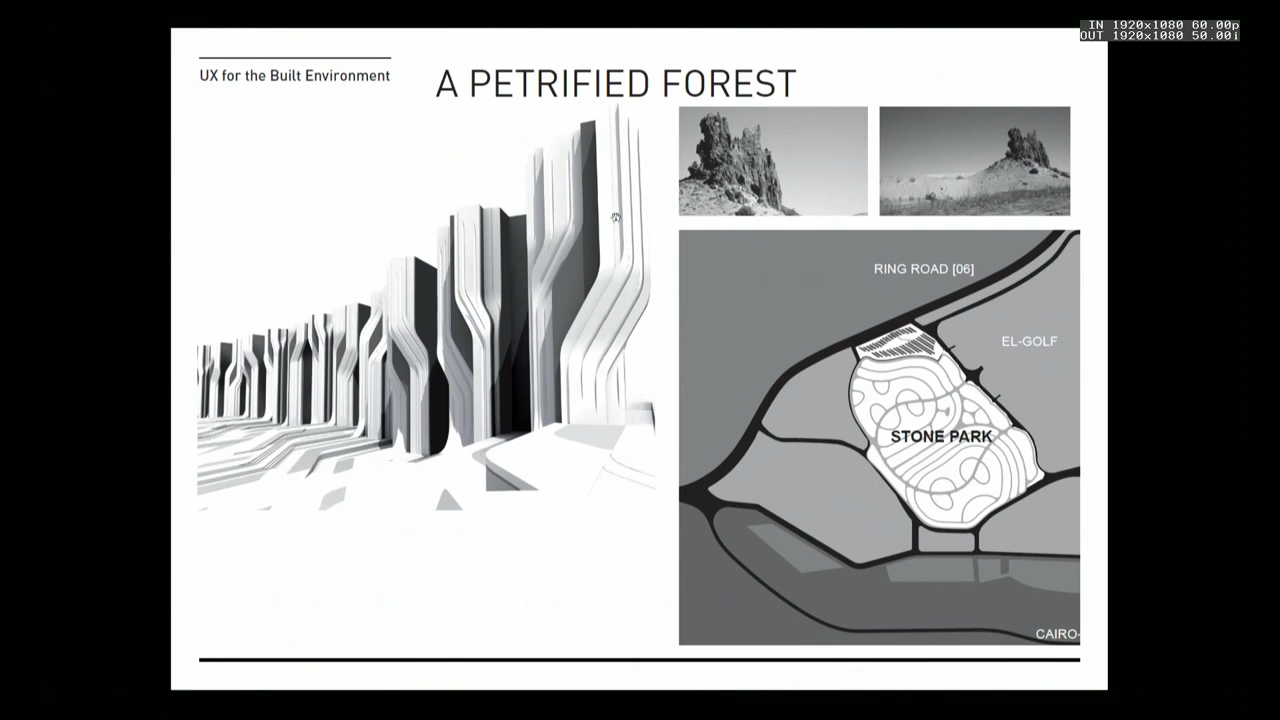 IN 1920x1080 60.00p
OUT 1920x1080 50.00i
UX for the Built Environment
A PETRIFIED FOREST
RING ROAD [06]
EL-GOLF
STONE PARK
CAIRO-